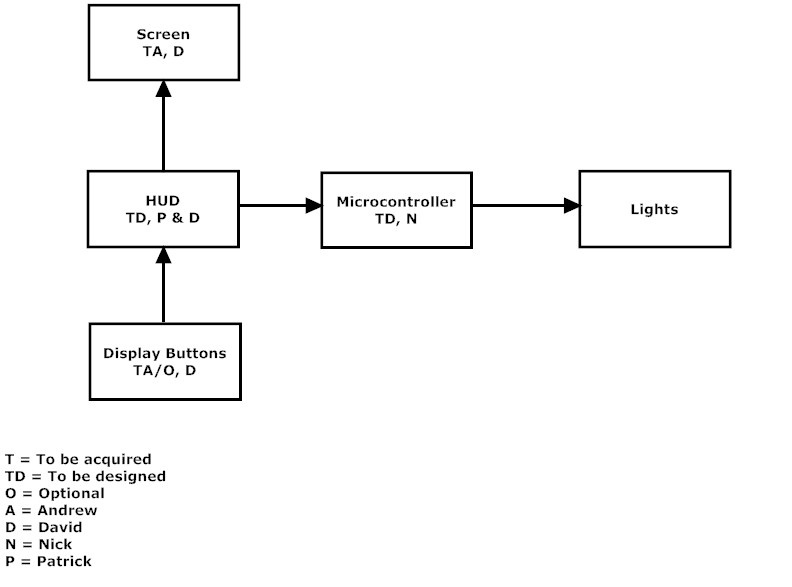 Screen
TA, D
HUD
TD, P & D
Microcontroller
TD, N
Lights
Display Buttons
TA/O, D
T = To be acquired
TD = To be designed
O = Optional
A = Andrew
D = David
N = Nick
P = Patrick